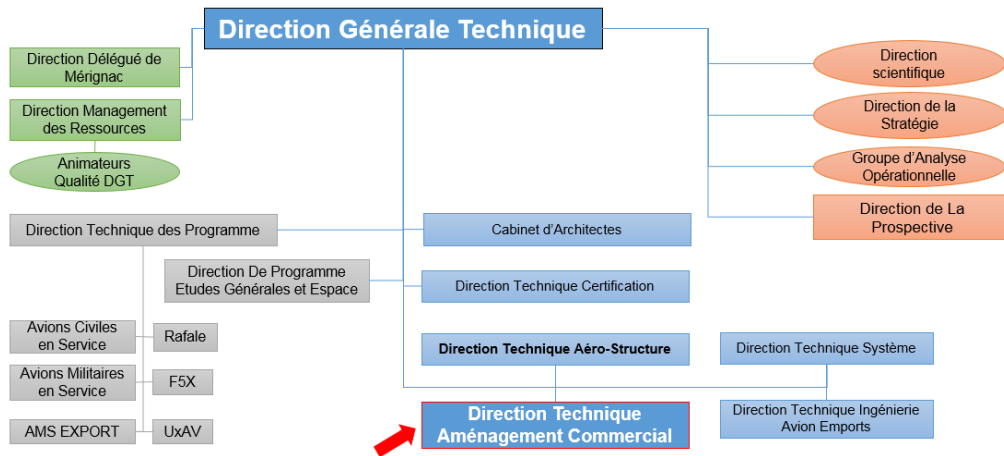 Direction Générale Technique
Direction Délégué de
Mérignac
Direction Management
des Ressources
Animateurs
Qualité DGT
Direction
scientifique
Direction de la
Stratégie
Groupe d'Analyse
Opérationnelle
Direction de La
Prospective
Direction Technique des Programme
Cabinet d'Architectes
Direction De Programme
Etudes Générales et Espace
Direction Technique Certification
Avions Civiles
en Service
Rafale
Avions Militaires
en Service
F5X
AMS EXPORT
UxAV
Direction Technique Aéro-Structure
Direction Technique Système
Direction Technique
Aménagement Commercial
Direction Technique Ingénierie
Avion Emports